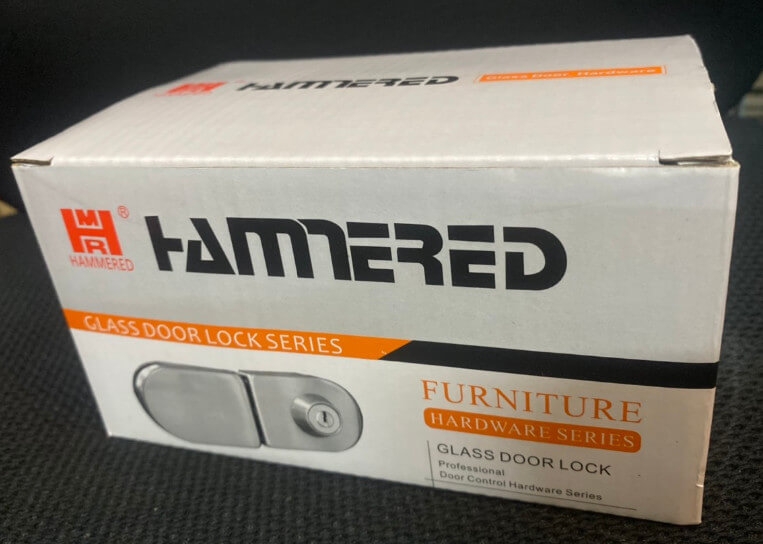 HAMMERED
Glass Door Hardware
MR
®
HAMMERED
HAMMERED
GLASS DOOR LOCK SERIES
FURNITURE
HARDWARE SERIES
GLASS DOOR LOCK
Professional
Door Control Hardware Series